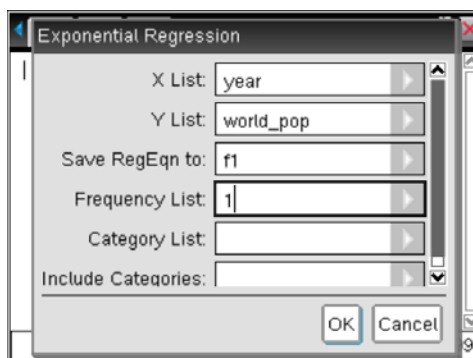 Exponential Regression
X List: year
Y List: world_pop
Save RegEqn to: f1
Frequency List: 1
Category List:
Include Categories:
OK Cancel